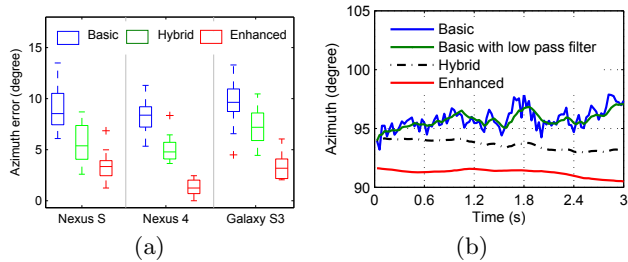 Basic Hybrid Enhanced
Azimuth error (degree)
15
10
5
0
Nexus S Nexus 4 Galaxy S3
(a)
Basic
Basic with low pass filter
Hybrid
Enhanced
Azimuth (degree)
105
100
95
90
0 0.6 1.2 1.8 2.4 3
Time (s)
(b)